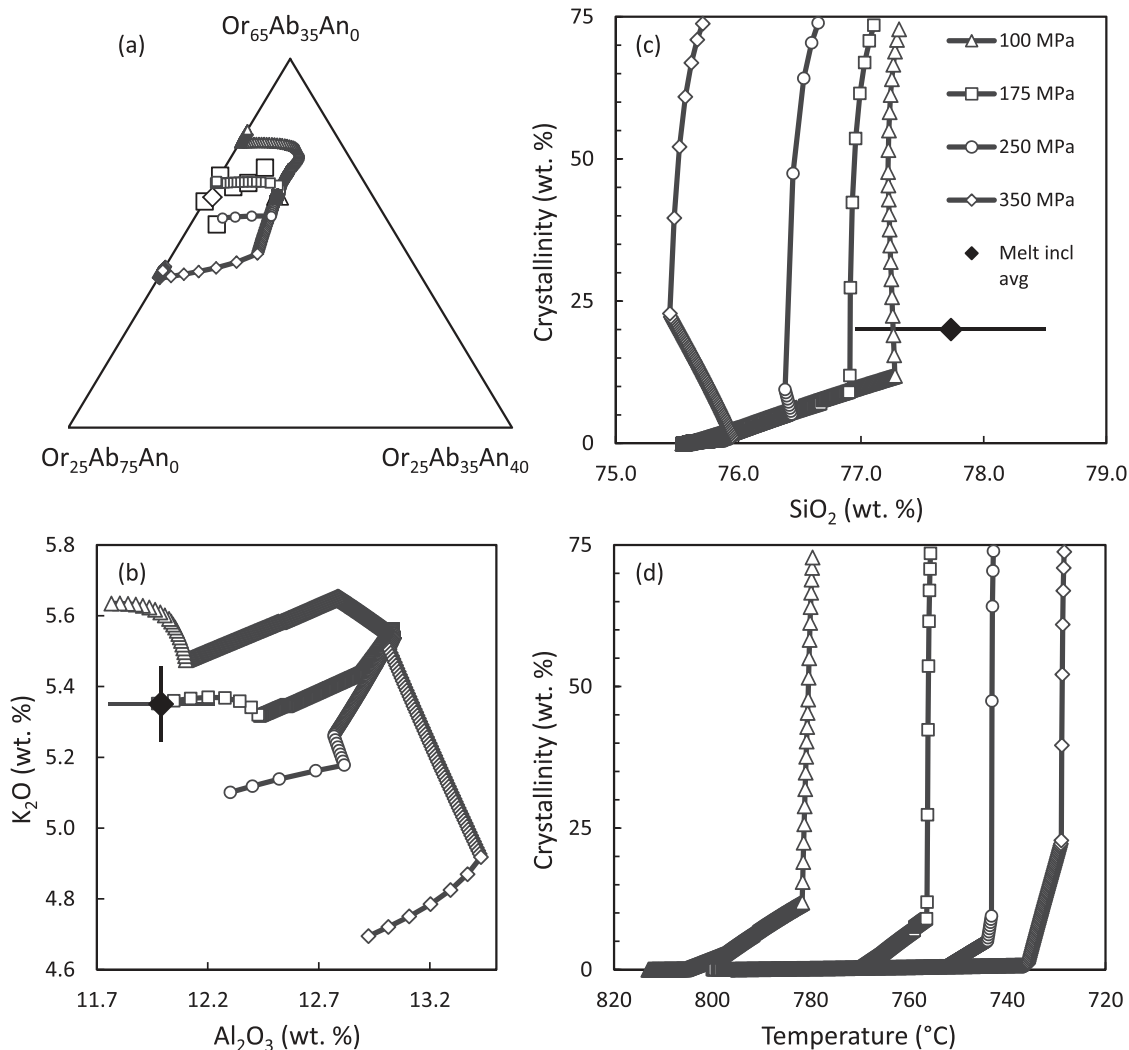 (a)
Or₆₅Ab₃₅An₀
Or₂₅Ab₇₅An₀
Or₂₅Ab₃₅An₄₀
(c)
Crystallinity (wt. %)
75
50
25
0
75.0 76.0 77.0 78.0 79.0
SiO₂ (wt. %)
100 MPa
175 MPa
250 MPa
350 MPa
Melt incl
avg
(b)
K₂O (wt. %)
5.8
5.6
5.4
5.2
5.0
4.8
4.6
11.7 12.2 12.7 13.2
Al₂O₃ (wt. %)
(d)
Crystallinity (wt. %)
75
50
25
0
820 800 780 760 740 720
Temperature (°C)